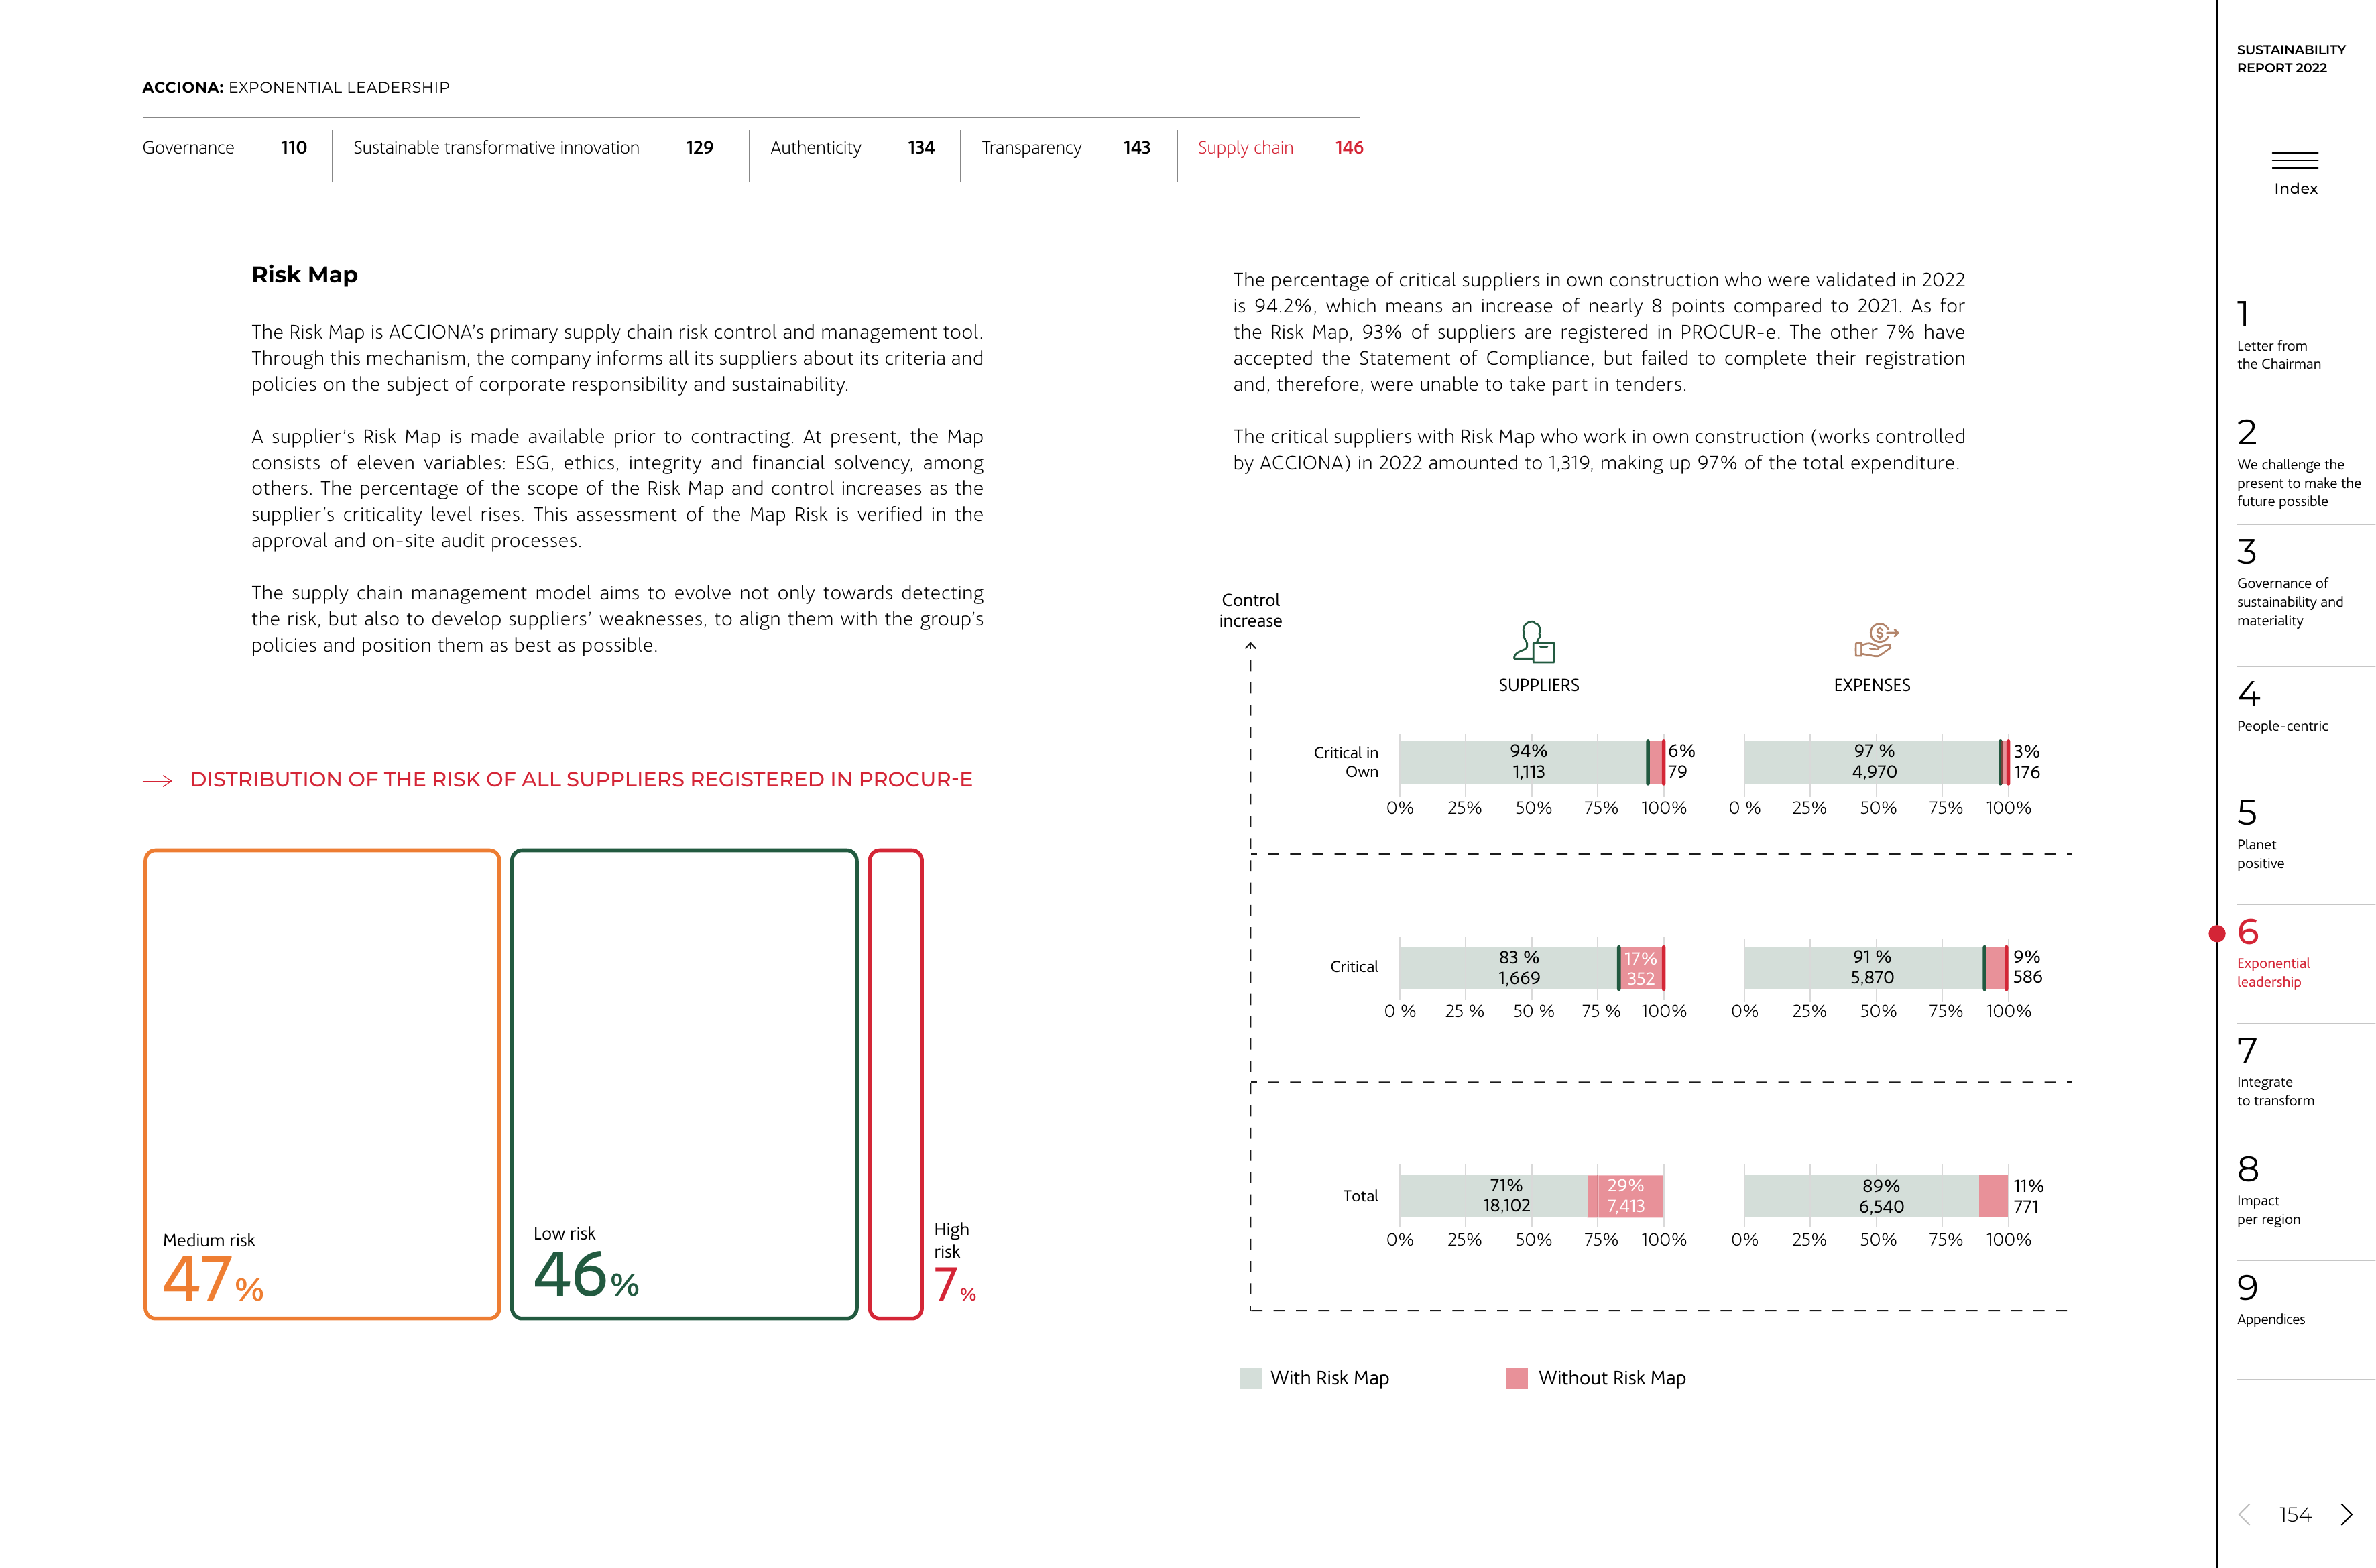 ACCIONA: EXPONENTIAL LEADERSHIP
Governance 110
Sustainable transformative innovation 129
Authenticity 134
Transparency 143
Supply chain 146
Risk Map
The Risk Map is ACCIONA's primary supply chain risk control and management tool.
Through this mechanism, the company informs all its suppliers about its criteria and
policies on the subject of corporate responsibility and sustainability.
A supplier's Risk Map is made available prior to contracting. At present, the Map
consists of eleven variables: ESG, ethics, integrity and financial solvency, among
others. The percentage of the scope of the Risk Map and control increases as the
supplier's criticality level rises. This assessment of the Map Risk is verified in the
approval and on-site audit processes.
The supply chain management model aims to evolve not only towards detecting
the risk, but also to develop suppliers' weaknesses, to align them with the group's
policies and position them as best as possible.
DISTRIBUTION OF THE RISK OF ALL SUPPLIERS REGISTERED IN PROCUR-E
Medium risk
47%
Low risk
46%
High
risk
7%
The percentage of critical suppliers in own construction who were validated in 2022
is 94.2%, which means an increase of nearly 8 points compared to 2021. As for
the Risk Map, 93% of suppliers are registered in PROCUR-e. The other 7% have
accepted the Statement of Compliance, but failed to complete their registration
and, therefore, were unable to take part in tenders.
The critical suppliers with Risk Map who work in own construction (works controlled
by ACCIONA) in 2022 amounted to 1,319, making up 97% of the total expenditure.
Control
increase
SUPPLIERS
EXPENSES
Critical in
Own
94%
1,113
6%
79
0% 25% 50% 75% 100%
97 %
4,970
3%
176
0 % 25% 50% 75% 100%
Critical
83 %
1,669
17%
352
0 % 25 % 50 % 75 % 100%
91 %
5,870
9%
586
0% 25% 50% 75% 100%
Total
71%
18,102
29%
7,413
0% 25% 50% 75% 100%
89%
6,540
11%
771
0% 25% 50% 75% 100%
With Risk Map
Without Risk Map
SUSTAINABILITY
REPORT 2022
Index
1
Letter from
the Chairman
2
We challenge the
present to make the
future possible
3
Governance of
sustainability and
materiality
4
People-centric
5
Planet
positive
6
Exponential
leadership
7
Integrate
to transform
8
Impact
per region
9
Appendices
154